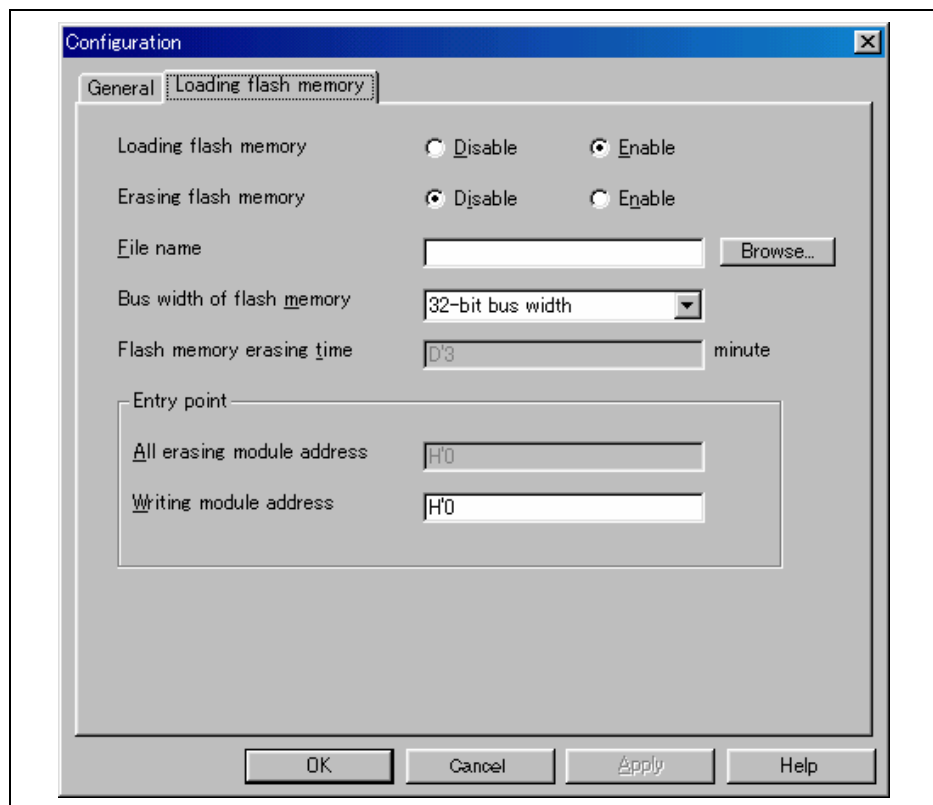 Configuration
General Loading flash memory
Loading flash memory Disable Enable
Erasing flash memory Disable Enable
File name Browse...
Bus width of flash memory 32-bit bus width
Flash memory erasing time D'3 minute
Entry point
All erasing module address H'0
Writing module address H'0
OK Cancel Apply Help